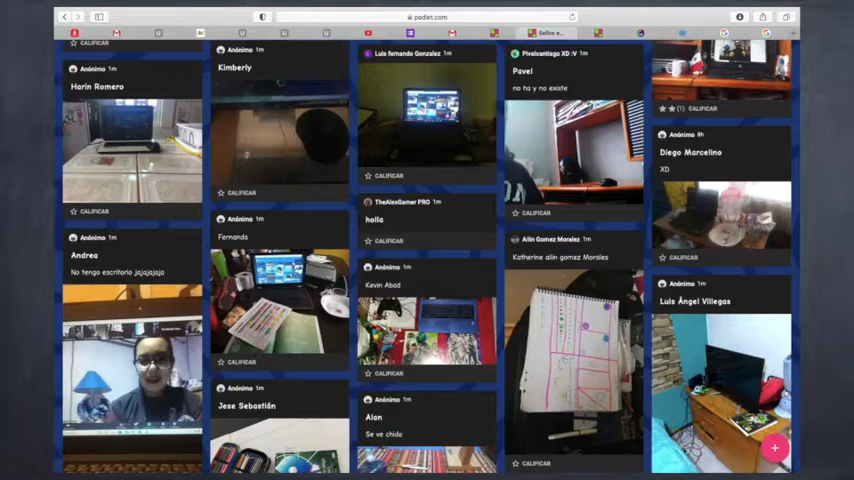 padlet.com
Sellos e...
CALIFICAR
Anónimo 1m
Harin Romero
CALIFICAR
Anónimo 1m
Andrea
No tengo escritorio jajajajaja
Anónimo 1m
Kimberly
CALIFICAR
Anónimo 1m
Fernanda
CALIFICAR
Anónimo 1m
Jese Sebastián
Luis fernando Gonzalez 1m
CALIFICAR
TheAlexGamer PRO 1m
holla
CALIFICAR
Anónimo 1m
Kevin Abad
CALIFICAR
Anónimo 1m
Alan
Se ve chido
Pivelsantiago XD :V 1m
Pavel
no ha y no existe
CALIFICAR
Ailin Gomez Morales 1m
Katherine ailin gomez Morales
CALIFICAR
(1) CALIFICAR
Anónimo 8h
Diego Marcelino
XD
CALIFICAR
Anónimo 1m
Luis Ángel Villegas